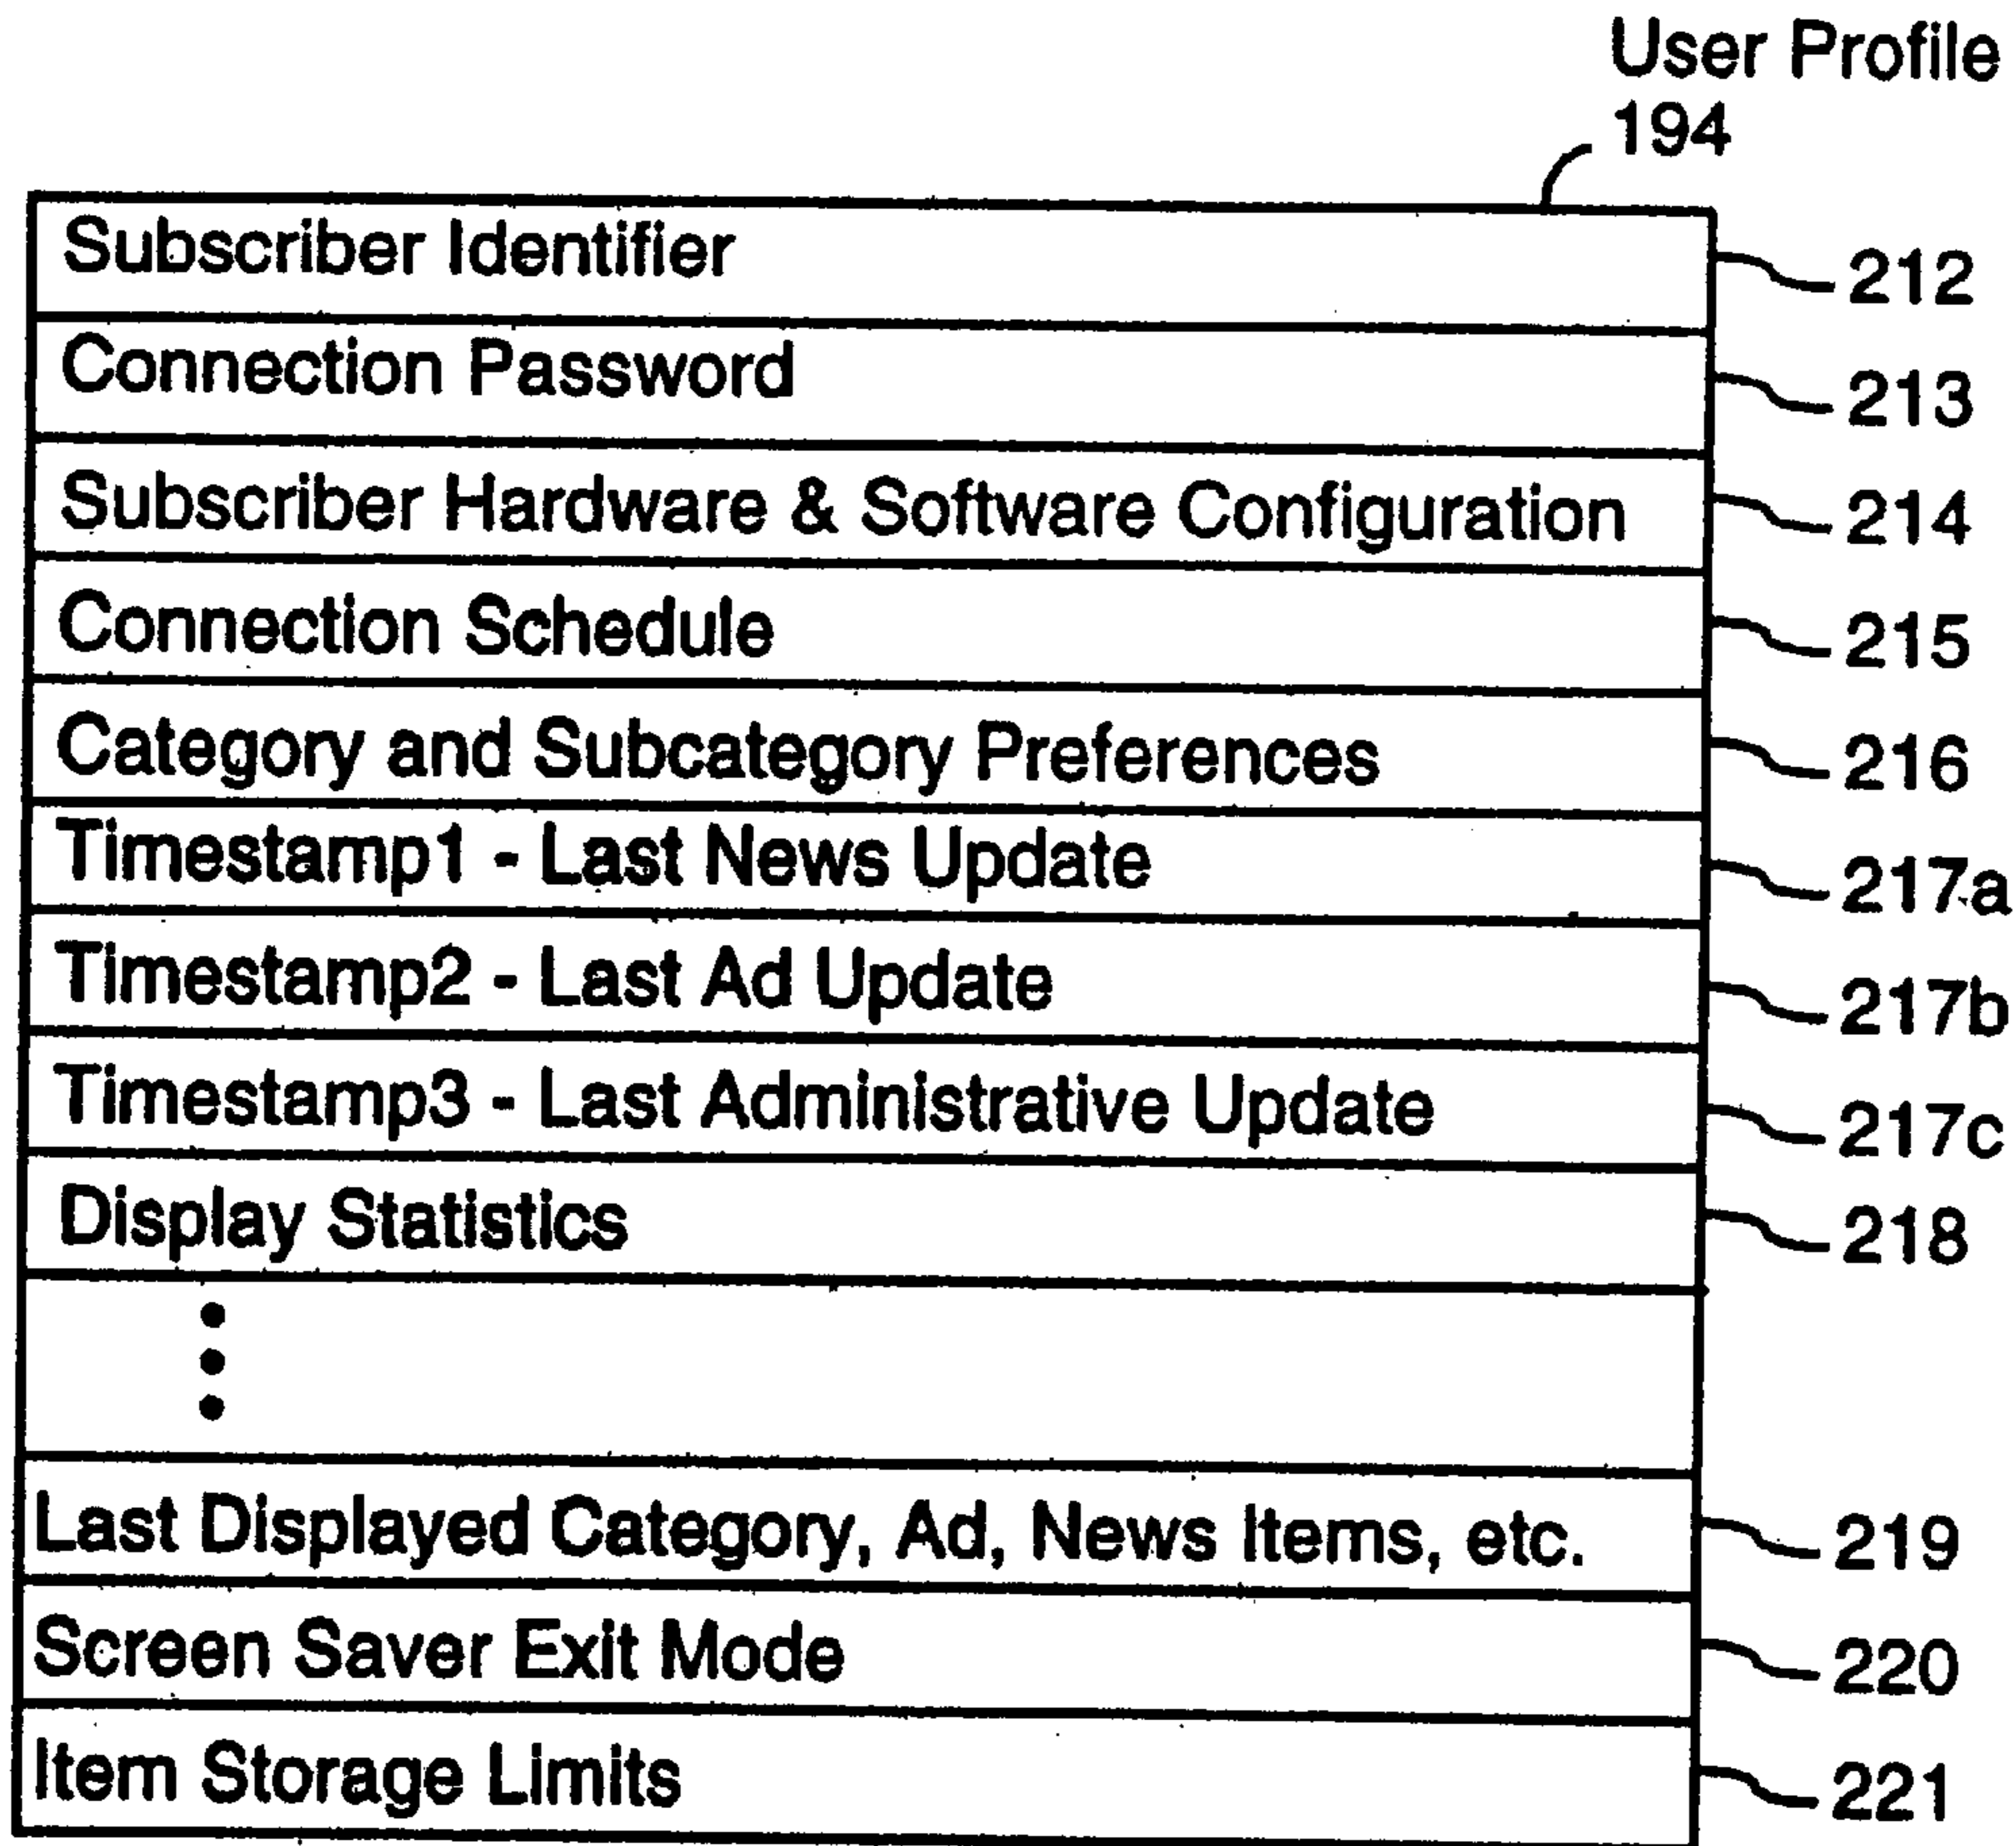 User Profile
194
Subscriber Identifier 212
Connection Password 213
Subscriber Hardware & Software Configuration 214
Connection Schedule 215
Category and Subcategory Preferences 216
Timestamp1 - Last News Update 217a
Timestamp2 - Last Ad Update 217b
Timestamp3 - Last Administrative Update 217c
Display Statistics 218
Last Displayed Category, Ad, News Items, etc. 219
Screen Saver Exit Mode 220
Item Storage Limits 221